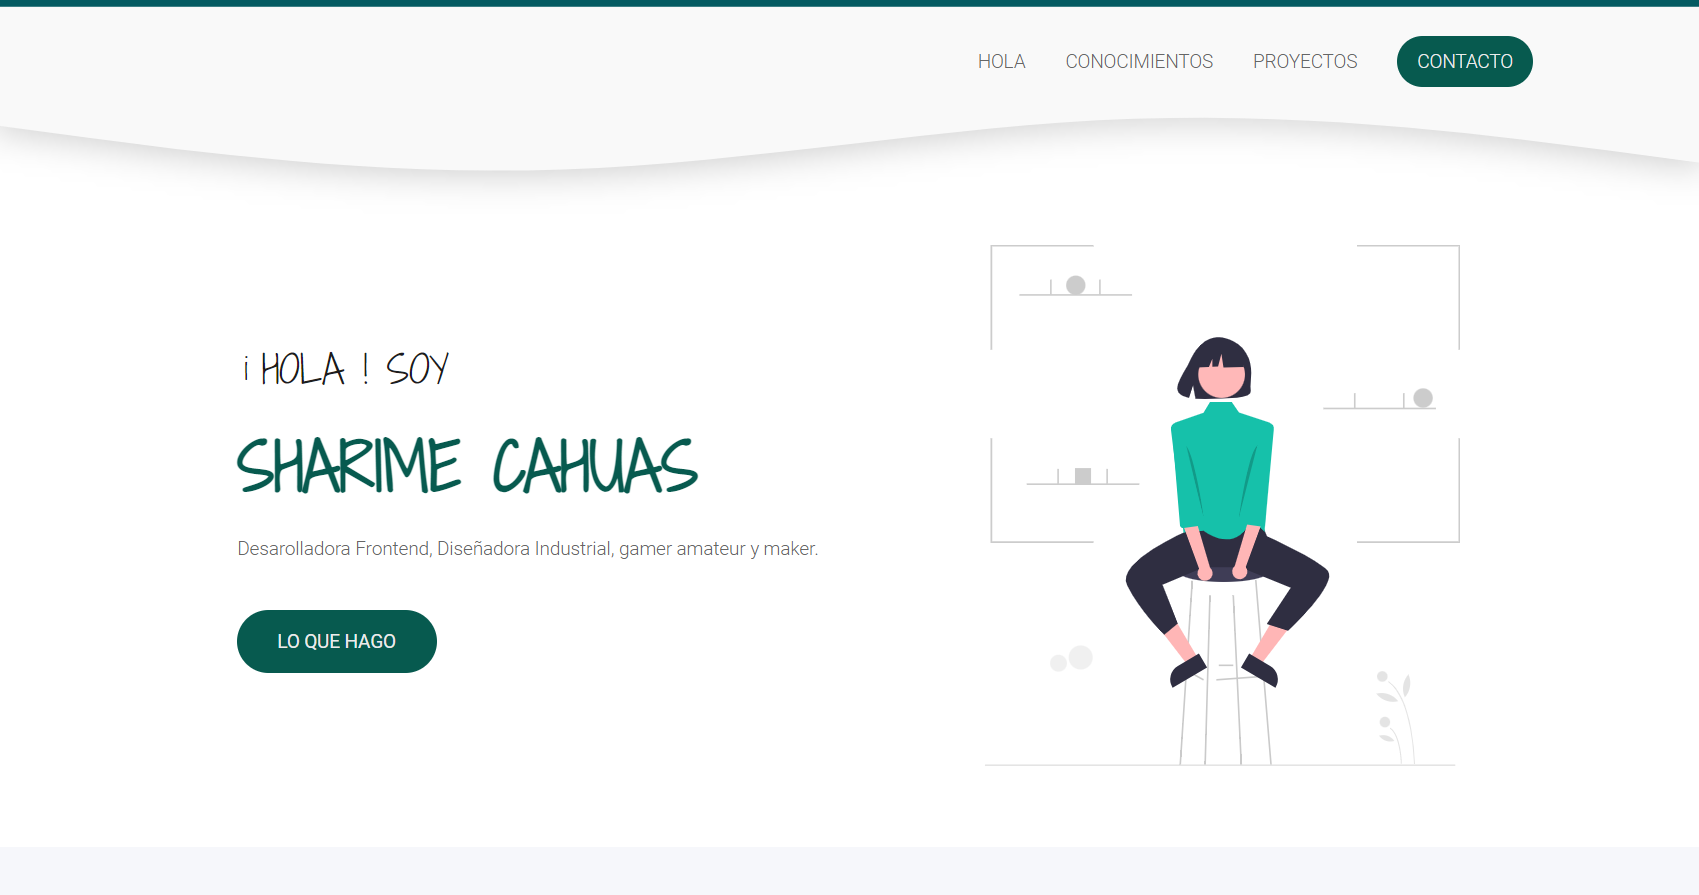 HOLA CONOCIMIENTOS PROYECTOS CONTACTO
¡ HOLA ! SOY
SHARIME CAHUAS
Desarolladora Frontend, Diseñadora Industrial, gamer amateur y maker.
LO QUE HAGO